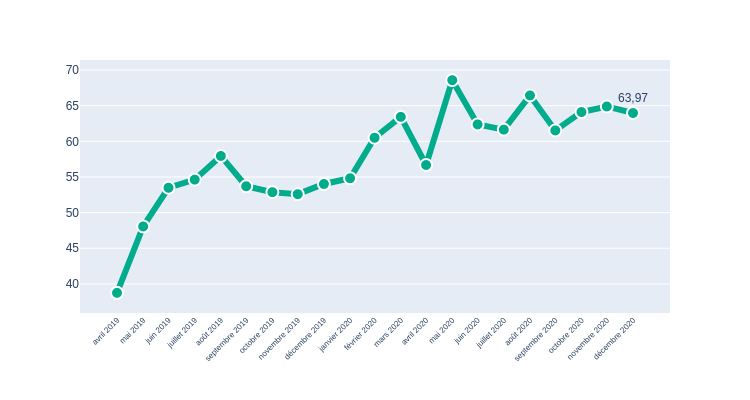 70
65
60
55
50
45
40
63,97
avril 2019
mai 2019
juin 2019
juillet 2019
août 2019
septembre 2019
octobre 2019
novembre 2019
décembre 2019
janvier 2020
février 2020
mars 2020
avril 2020
mai 2020
juin 2020
juillet 2020
août 2020
septembre 2020
octobre 2020
novembre 2020
décembre 2020